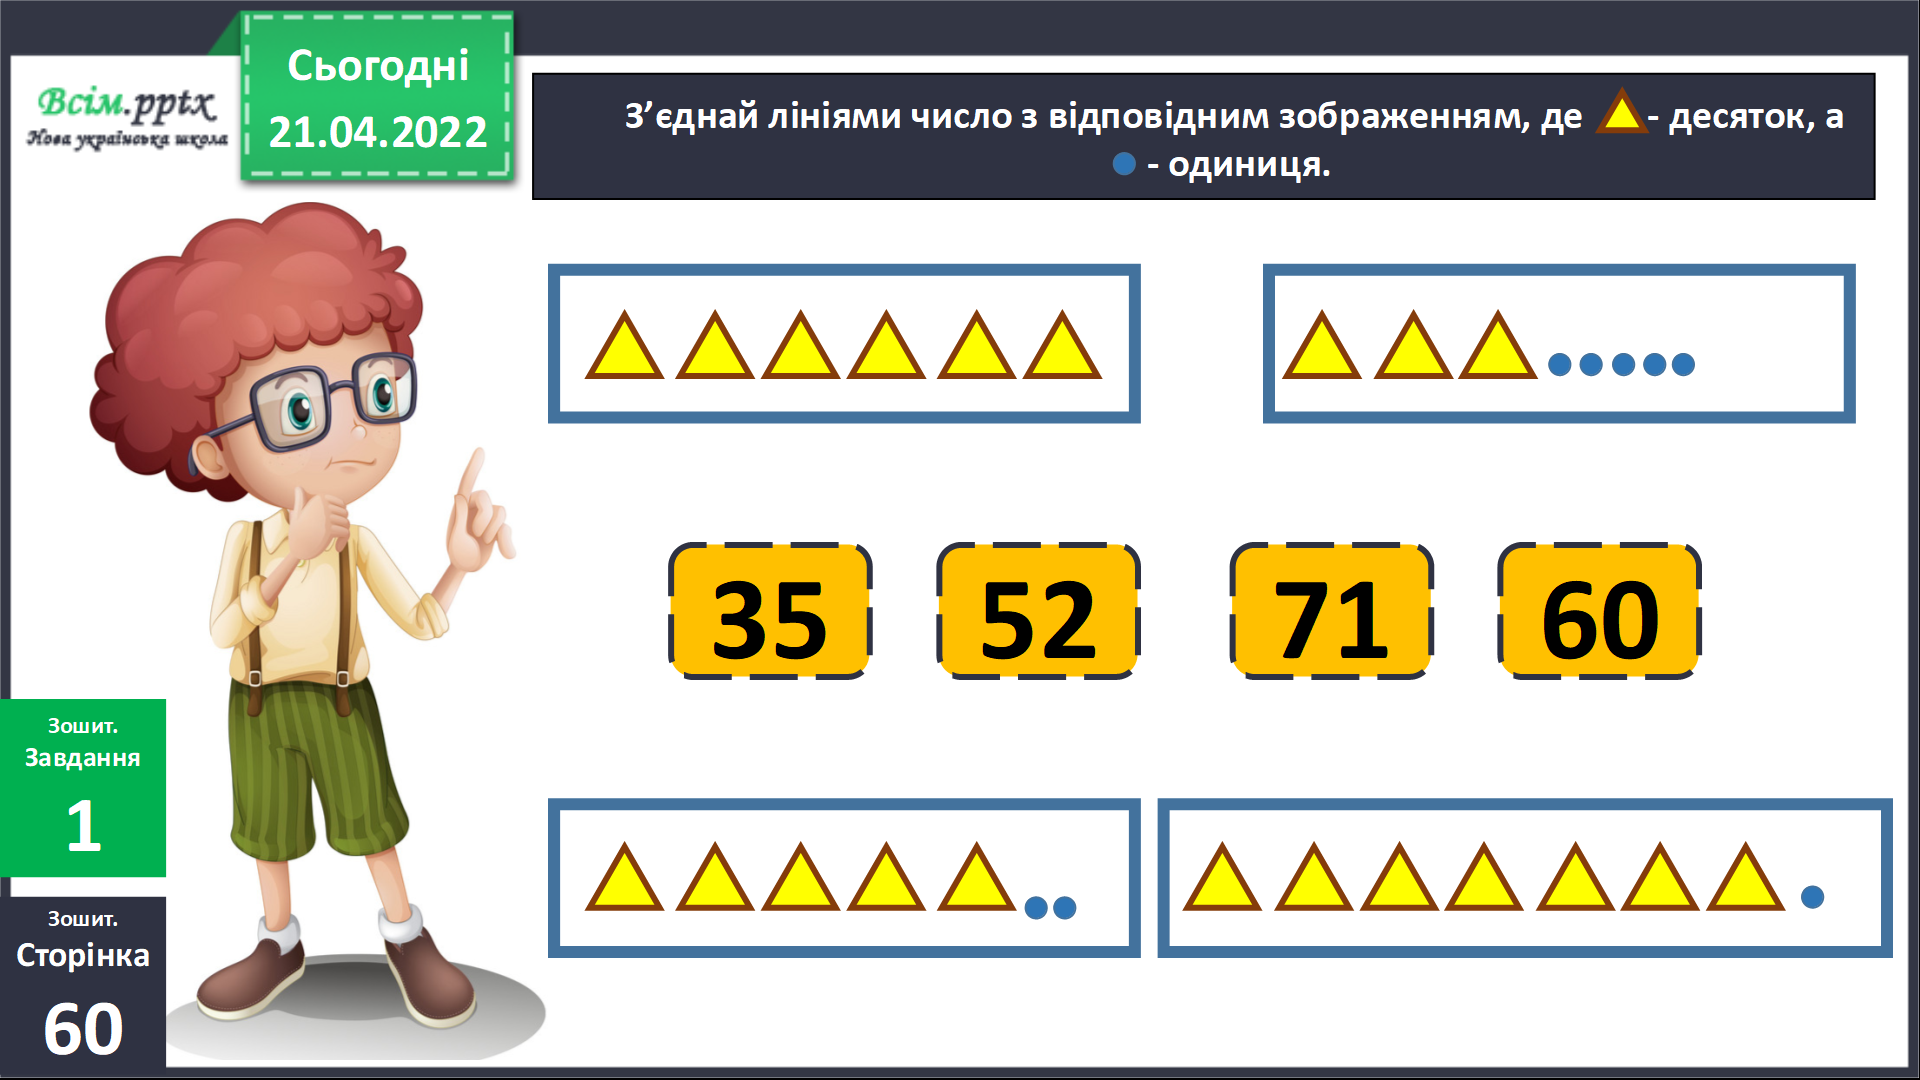 Сьогодні
21.04.2022
Всім.pptx
Нова українська школа
З’єднай лініями число з відповідним зображенням, де - десяток, а
- одиниця.
35 52 71 60
Зошит.
Завдання
1
Зошит.
Сторінка
60